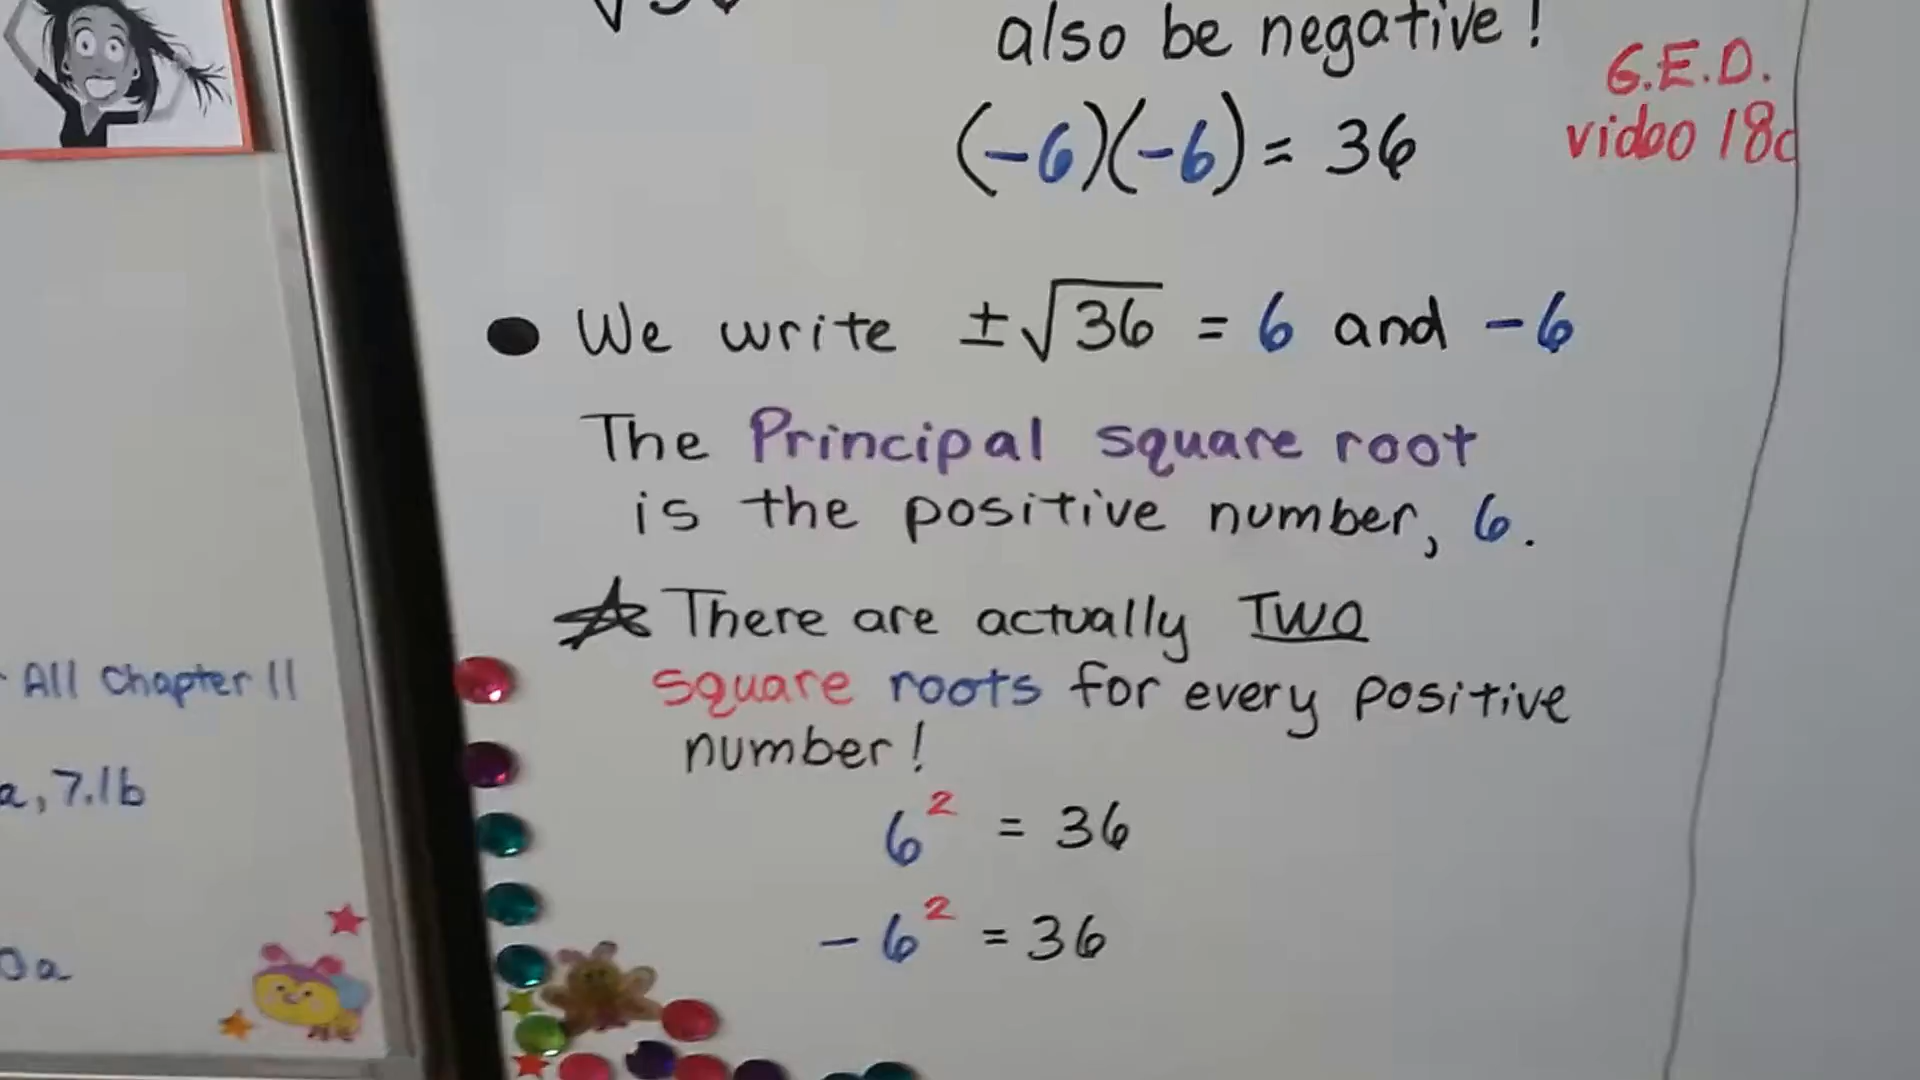 also be negative!
G.E.D.
video 18c
(-6)(-6) = 36
We write ±√36 = 6 and -6
The Principal square root
is the positive number, 6.
There are actually TWO
square roots for every positive
number!
6² = 36
-6² = 36
All Chapter 11
a, 7.1b
0a